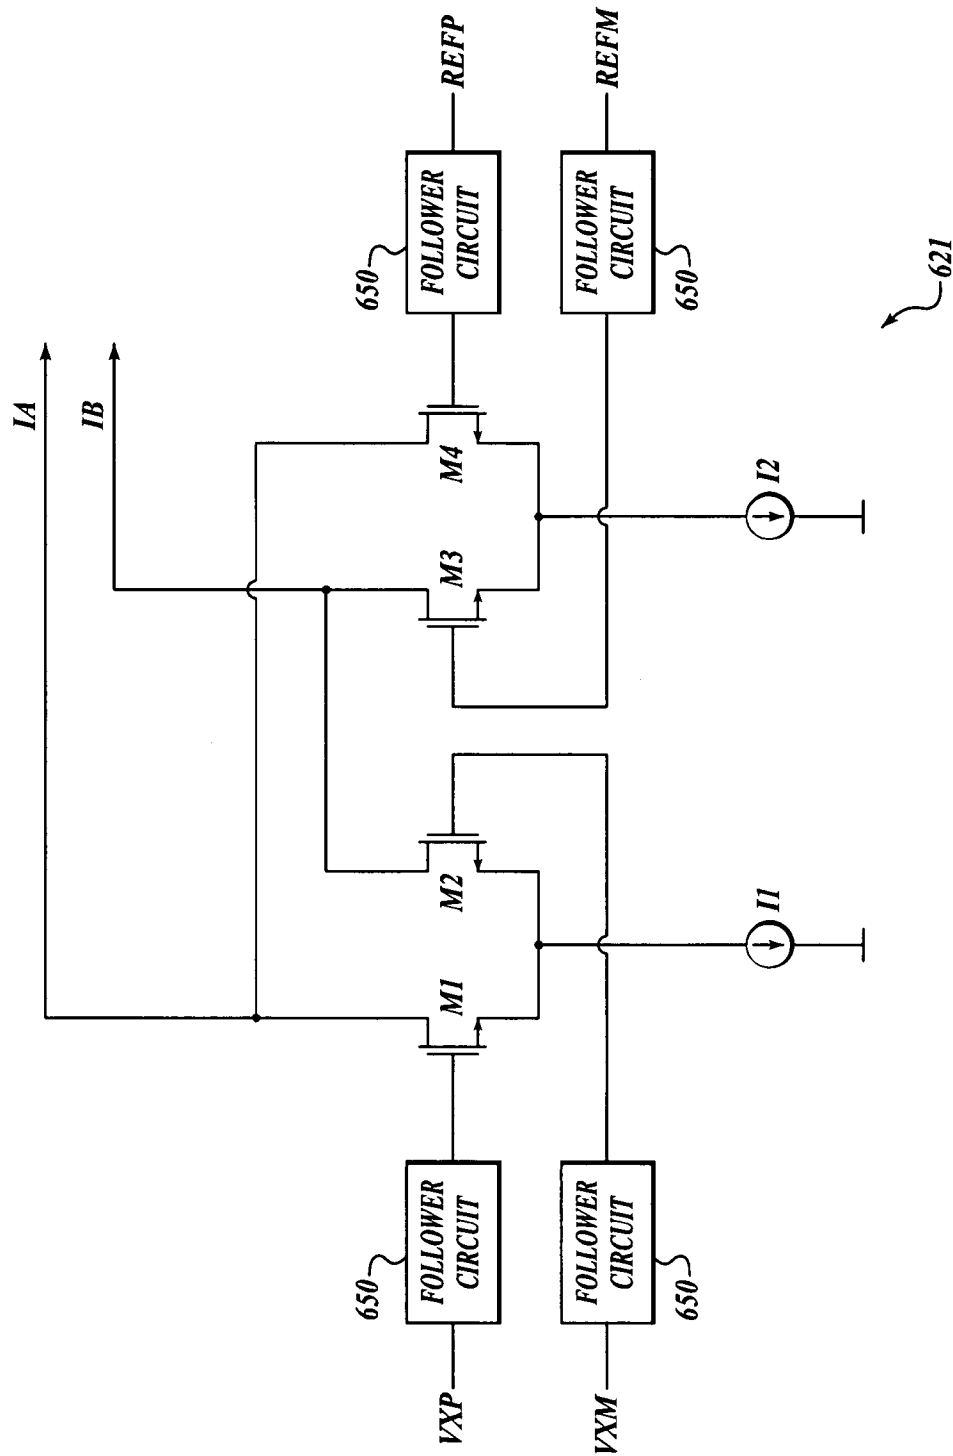 IA
IB
650
FOLLOWER
CIRCUIT
VXP
M1
M2
M3
M4
650
FOLLOWER
CIRCUIT
REFP
VXM
FOLLOWER
CIRCUIT
650
FOLLOWER
CIRCUIT
650
REFM
I1
I2
621